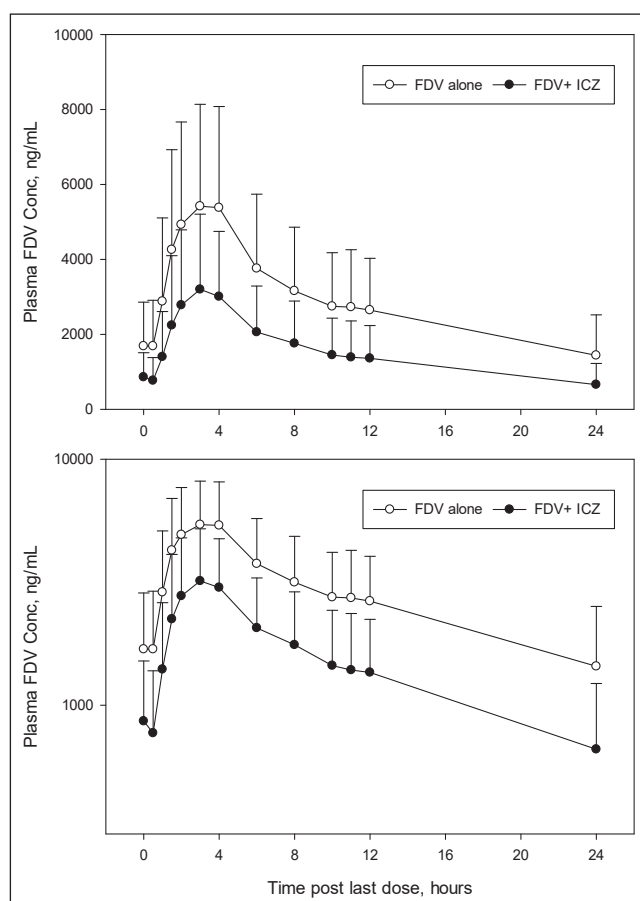 10000
FDV alone
FDV+ ICZ
8000
6000
4000
2000
0
Plasma FDV Conc, ng/mL
0 4 8 12 16 20 24
10000
FDV alone
FDV+ ICZ
1000
Plasma FDV Conc, ng/mL
0 4 8 12 16 20 24
Time post last dose, hours